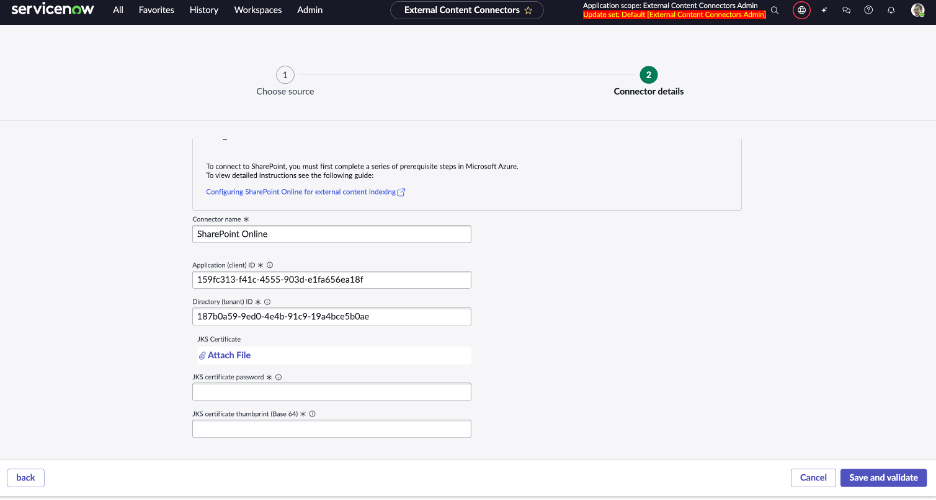 servicenow All Favorites History Workspaces Admin External Content Connectors ☆ Application scope: External Content Connectors Admin
Update set: Default [External Content Connectors Admin]
1 2
Choose source Connector details
To connect to SharePoint, you must first complete a series of prerequisite steps in Microsoft Azure.
To view detailed instructions see the following guide:
Configuring SharePoint Online for external content indexing
Connector name *
SharePoint Online
Application (client) ID *
159fc313-f41c-4555-903d-e1fa656ea18f
Directory (tenant) ID *
187b0a59-9ed0-4e4b-91c9-19a4bce5b0ae
JKS Certificate
Attach File
JKS certificate password *
JKS certificate thumbprint (Base 64) *
back Cancel Save and validate